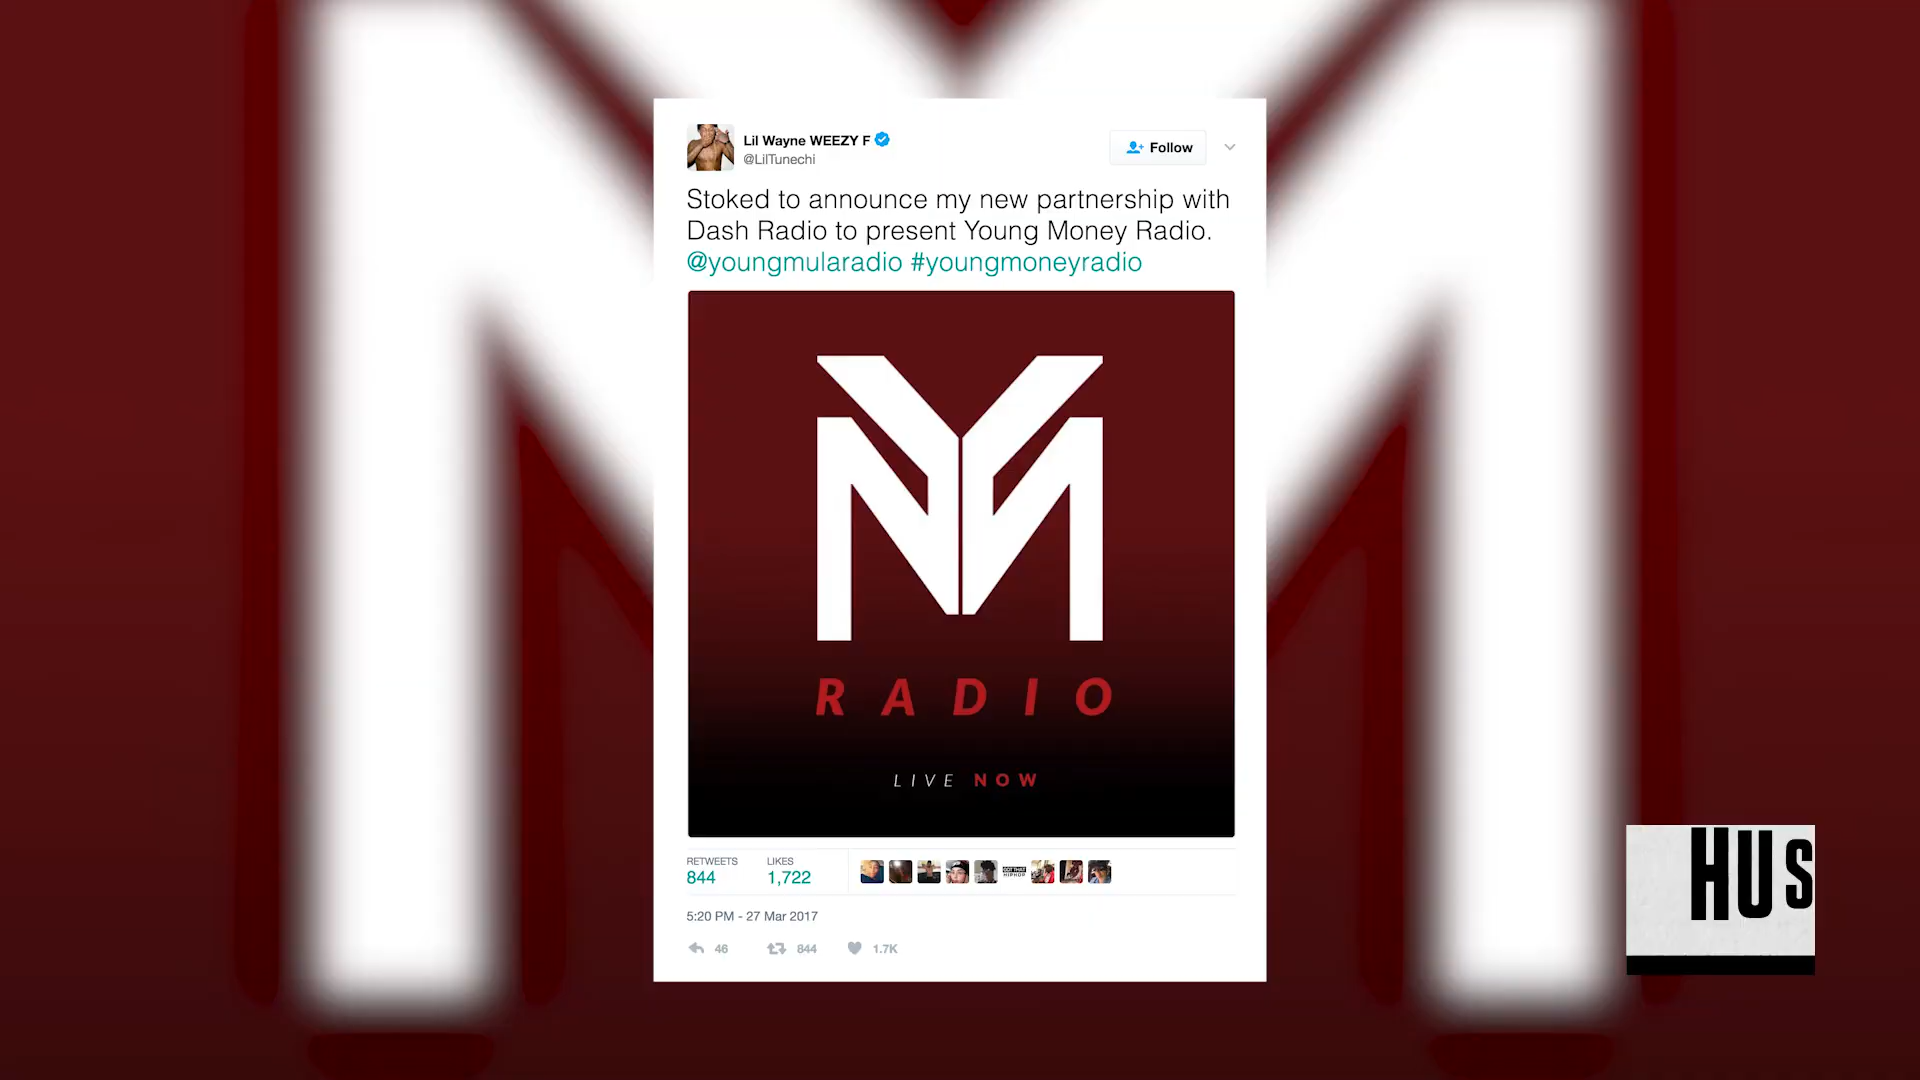 Lil Wayne WEEZY F
@LilTunechi
Follow
Stoked to announce my new partnership with
Dash Radio to present Young Money Radio.
@youngmularadio #youngmoneyradio
YM
RADIO
LIVE NOW
RETWEETS
844
LIKES
1,722
5:20 PM - 27 Mar 2017
46
844
1.7K
HUS